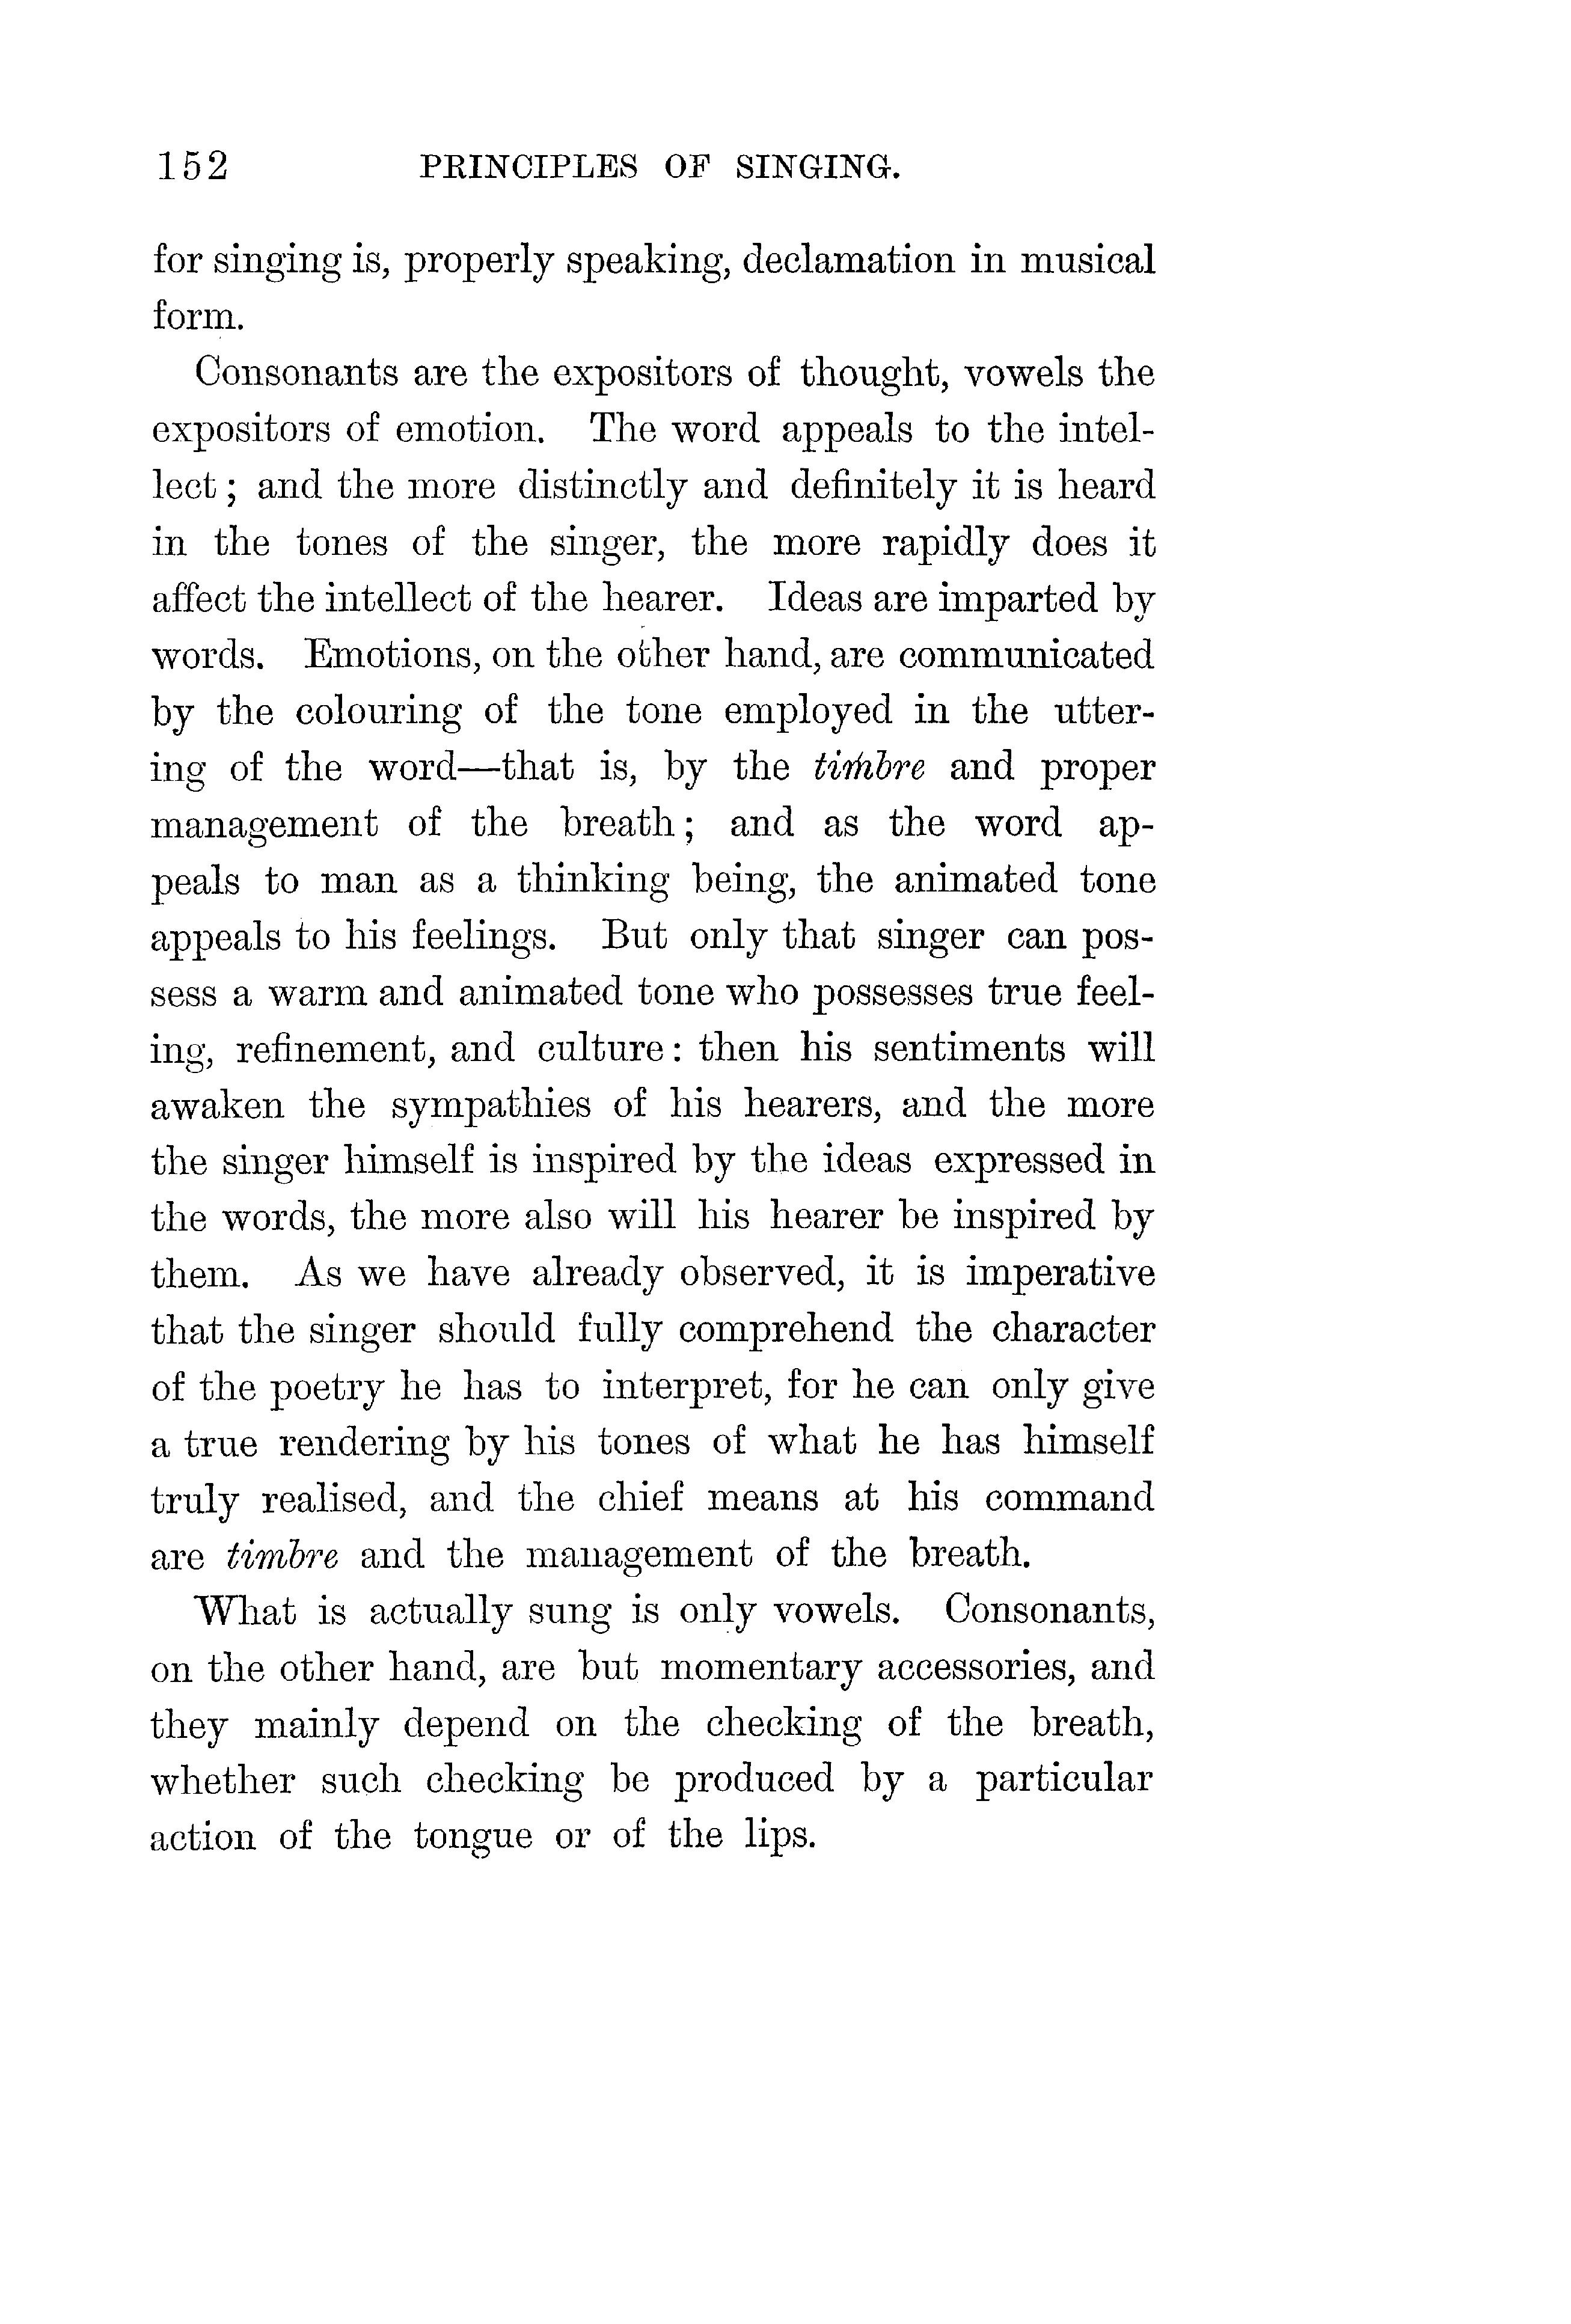 152 PRINCIPLES OF SINGING.
for singing is, properly speaking, declamation in musical
form.
Consonants are the expositors of thought, vowels the
expositors of emotion. The word appeals to the intel-
lect; and the more distinctly and definitely it is heard
in the tones of the singer, the more rapidly does it
affect the intellect of the hearer. Ideas are imparted by
words. Emotions, on the other hand, are communicated
by the colouring of the tone employed in the utter-
ing of the word—that is, by the timbre and proper
management of the breath; and as the word ap-
peals to man as a thinking being, the animated tone
appeals to his feelings. But only that singer can pos-
sess a warm and animated tone who possesses true feel-
ing, refinement, and culture: then his sentiments will
awaken the sympathies of his hearers, and the more
the singer himself is inspired by the ideas expressed in
the words, the more also will his hearer be inspired by
them. As we have already observed, it is imperative
that the singer should fully comprehend the character
of the poetry he has to interpret, for he can only give
a true rendering by his tones of what he has himself
truly realised, and the chief means at his command
are timbre and the management of the breath.
What is actually sung is only vowels. Consonants,
on the other hand, are but momentary accessories, and
they mainly depend on the checking of the breath,
whether such checking be produced by a particular
action of the tongue or of the lips.